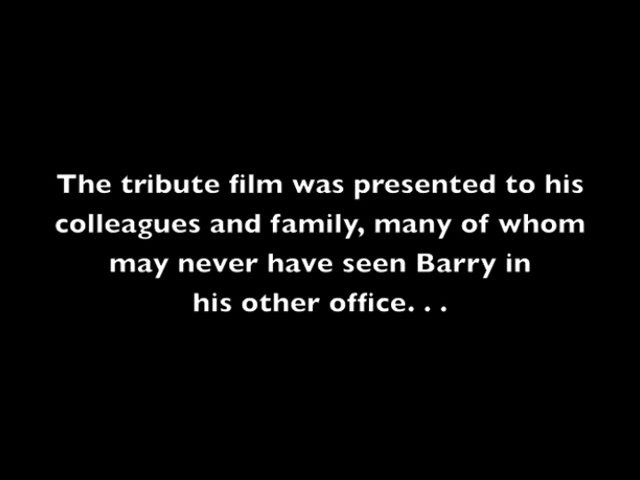 The tribute film was presented to his
colleagues and family, many of whom
may never have seen Barry in
his other office. . .